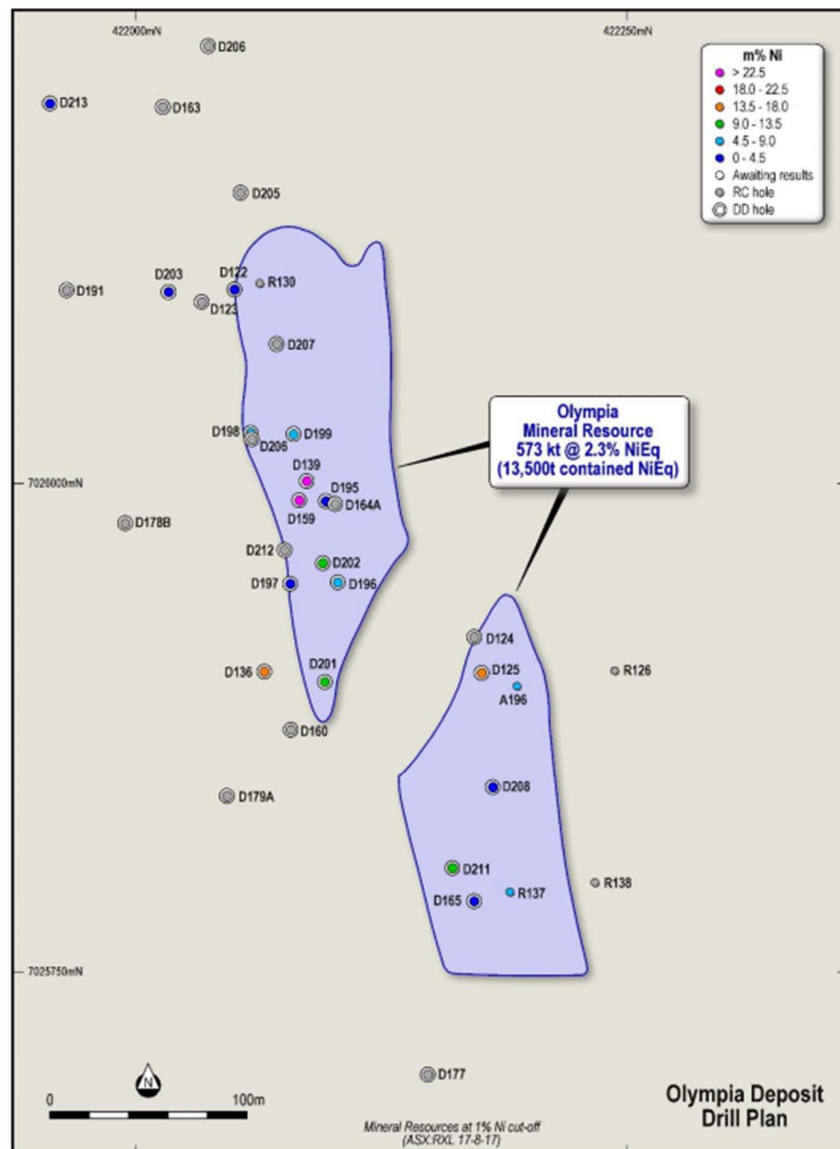 422000mN
422250mN
D206
D213
D163
m% Ni
> 22.5
18.0 - 22.5
13.5 - 18.0
9.0 - 13.5
4.5 - 9.0
0 - 4.5
Awaiting results
RC hole
DD hole
D205
D191
D203
D122
R130
D123
D207
D198
D199
D206
D139
D195
D159
D164A
7026000mN
D178B
D212
D202
D197
D196
Olympia
Mineral Resource
573 kt @ 2.3% NiEq
(13,500t contained NiEq)
D124
D136
D201
D125
R126
A196
D160
D179A
D208
D211
D165
R137
R138
7025750mN
D177
N
0
100m
Olympia Deposit
Drill Plan
Mineral Resources at 1% Ni cut-off
(ASX:RXL 17-8-17)